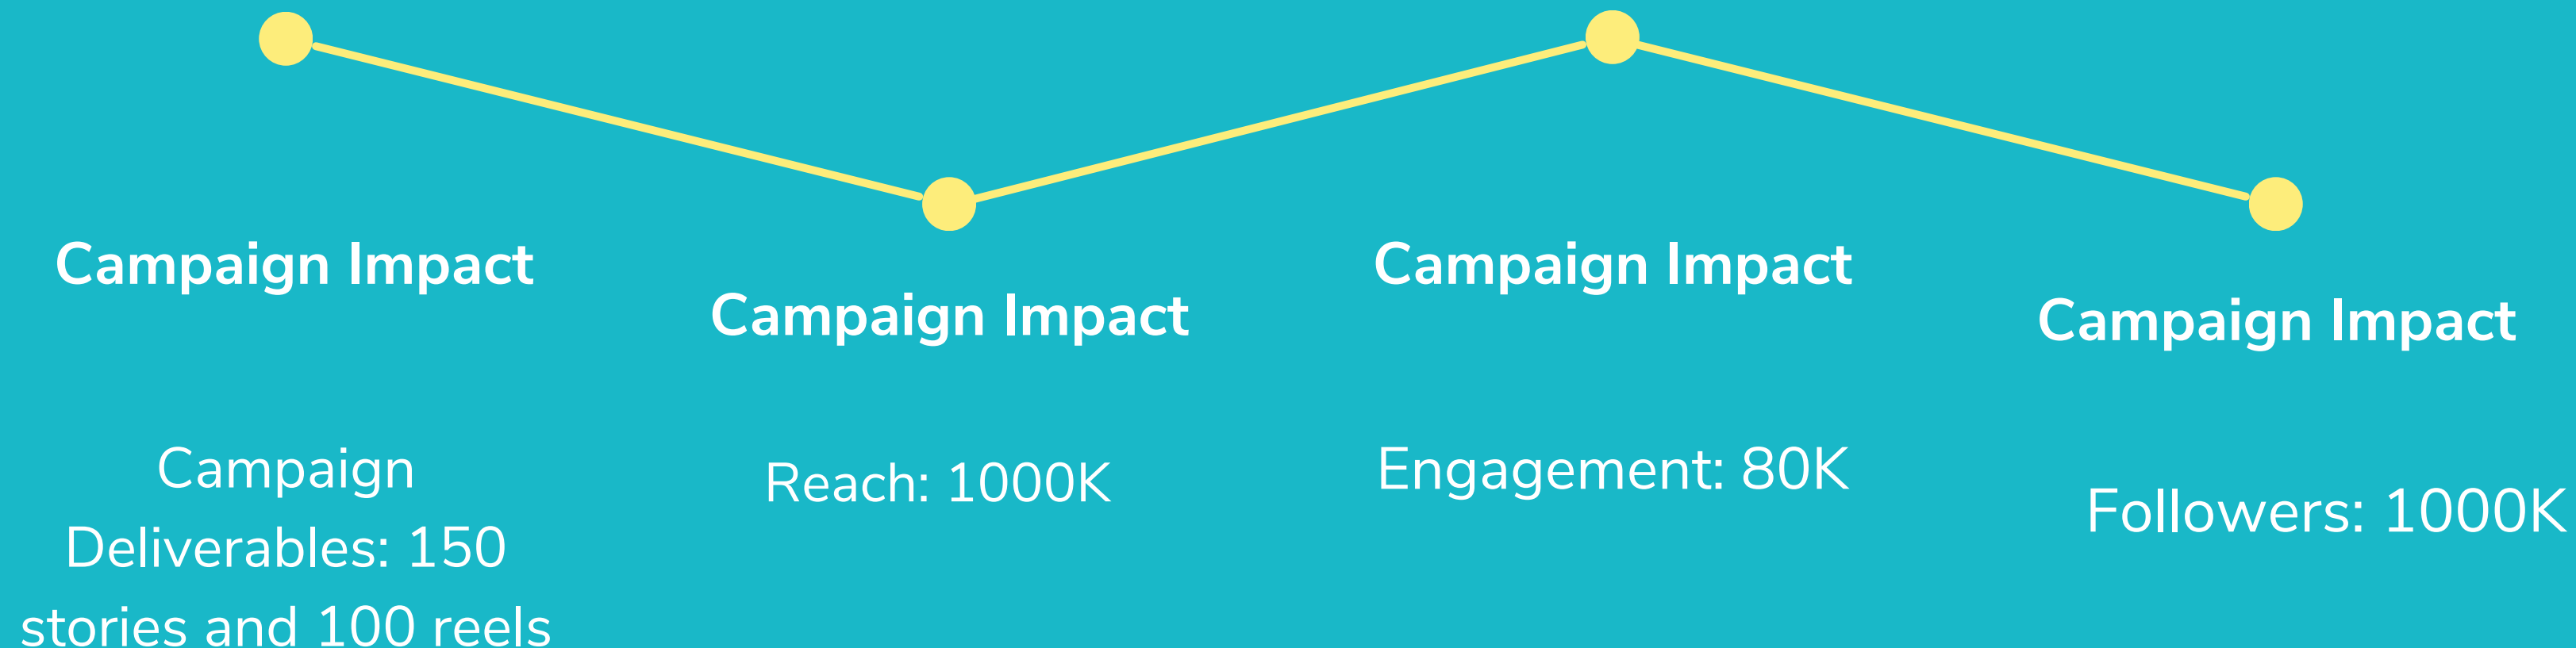 Campaign Impact
Campaign
Deliverables: 150
stories and 100 reels
Campaign Impact
Reach: 1000K
Campaign Impact
Engagement: 80K
Campaign Impact
Followers: 1000K